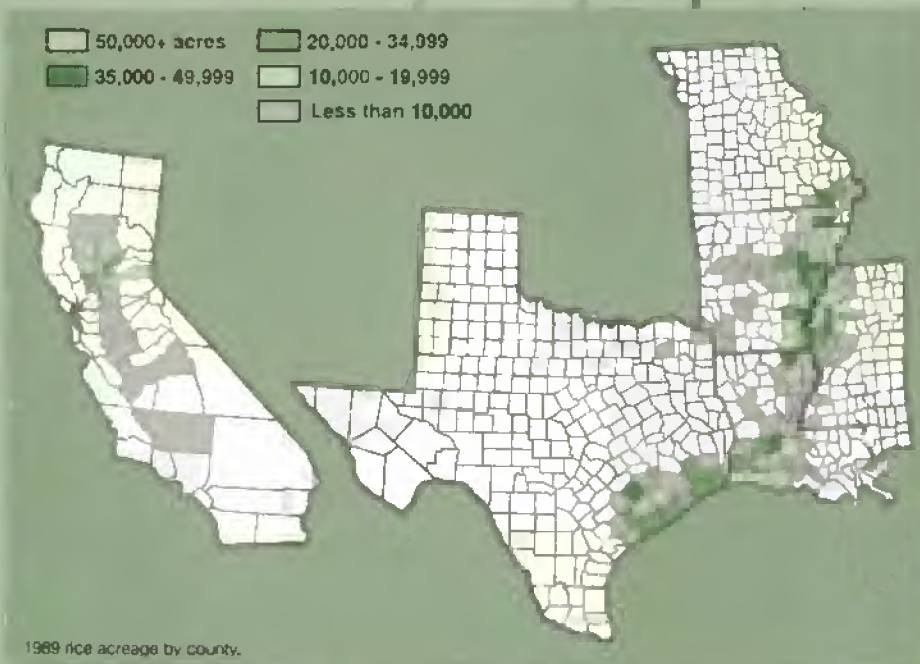 50,000+ acres
35,000 - 49,999
20,000 - 34,999
10,000 - 19,999
Less than 10,000
1989 rice acreage by county.